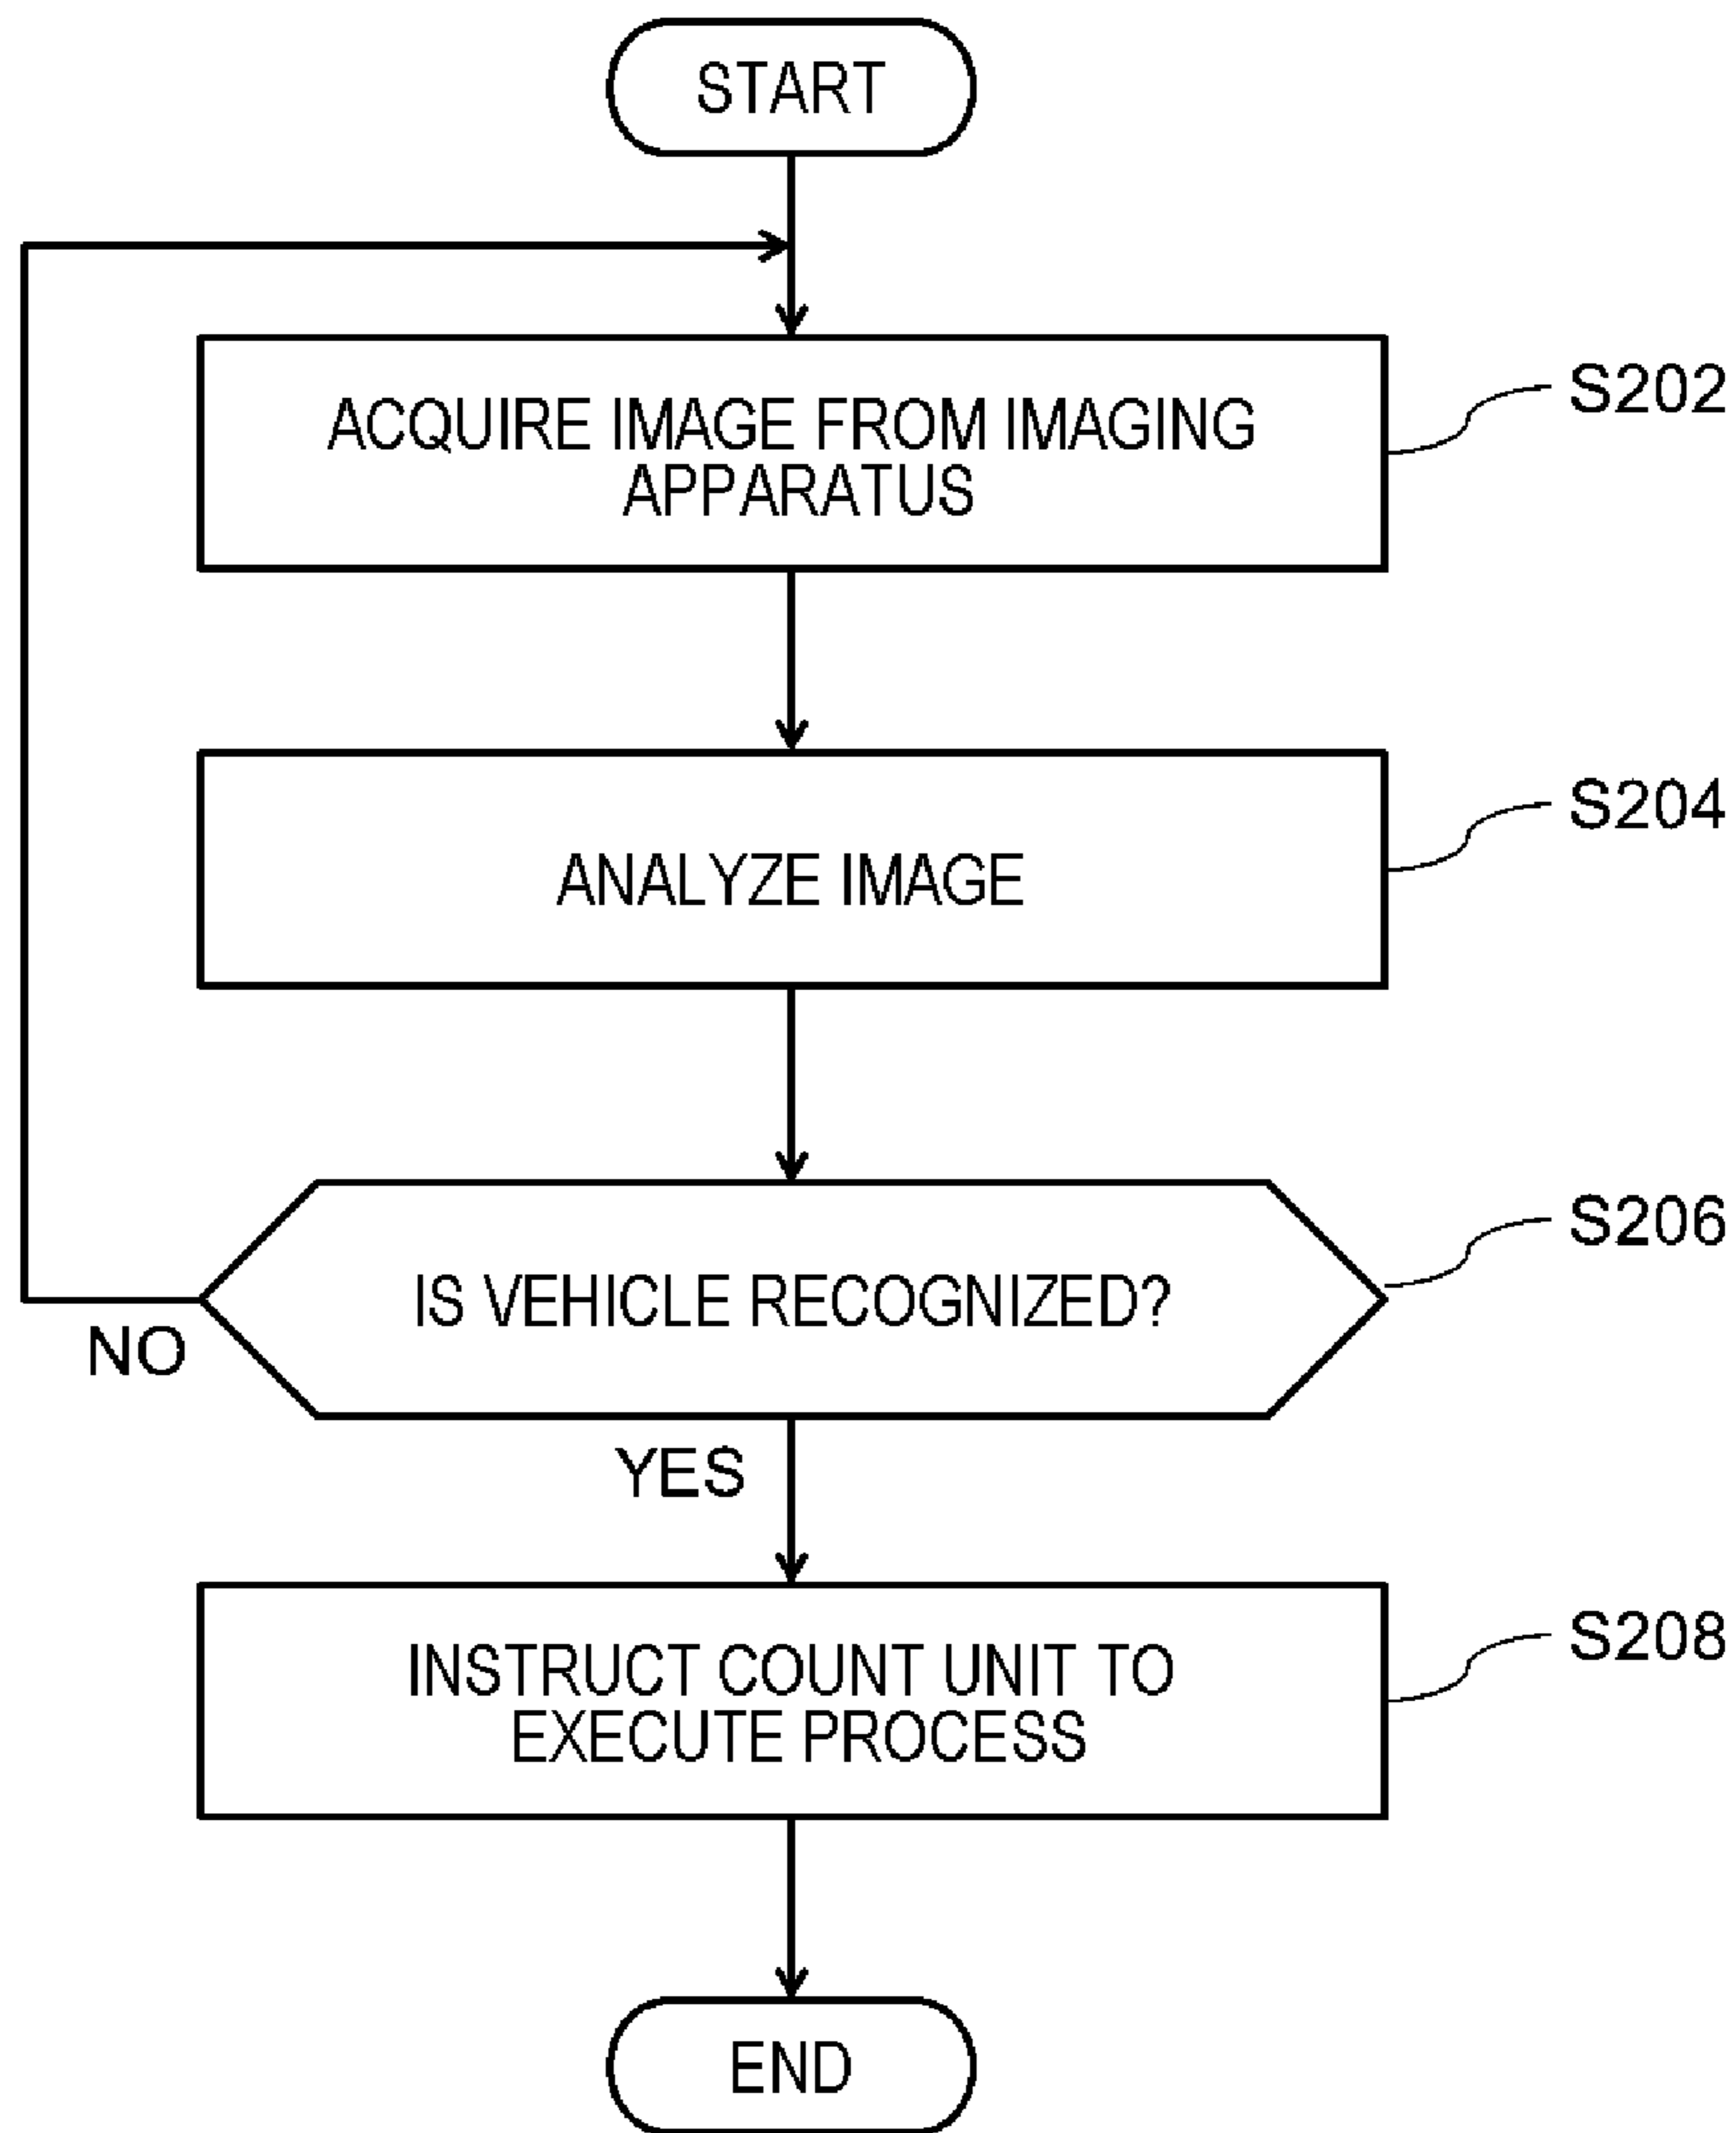 START
ACQUIRE IMAGE FROM IMAGING
APPARATUS
S202
ANALYZE IMAGE
S204
IS VEHICLE RECOGNIZED?
S206
NO
YES
INSTRUCT COUNT UNIT TO
EXECUTE PROCESS
S208
END